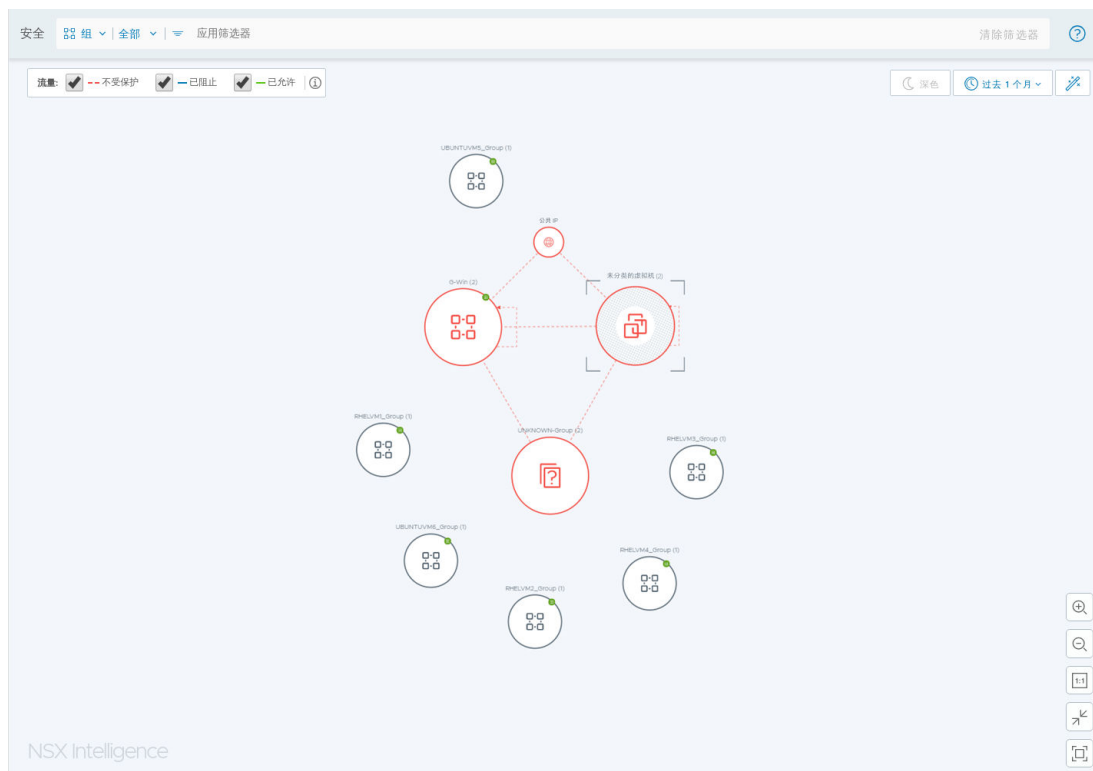 安全 组 全部 应用筛选器 清除筛选器
流量: 不受保护 已阻止 已允许 深色 过去 1 个月
UBUNTUVM5_Group (1)
公用 IP
未分类的虚拟机 (2)
G-Win (2)
RHELVM1_Group (1)
UNKNOWN-Group (2)
RHELVM3_Group (1)
UBUNTUVM6_Group (1)
RHELVM4_Group (1)
RHELVM2_Group (1)
1:1
NSX Intelligence